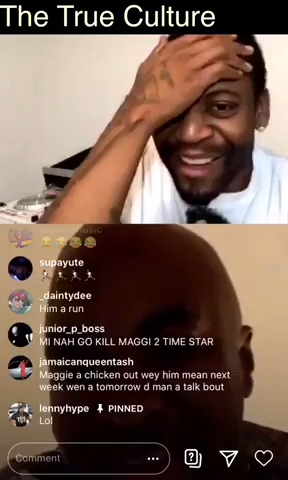 The True Culture
😂😂😂😂
supayute
🏃🏻🏃🏻🏃🏻🏃🏻
_daintydee
Him a run
junior_p_boss
MI NAH GO KILL MAGGI 2 TIME STAR
jamaicanqueentash
Maggie a chicken out wey him mean next
week wen a tomorrow d man a talk bout
lennyhype 📌 PINNED
Lol
Comment